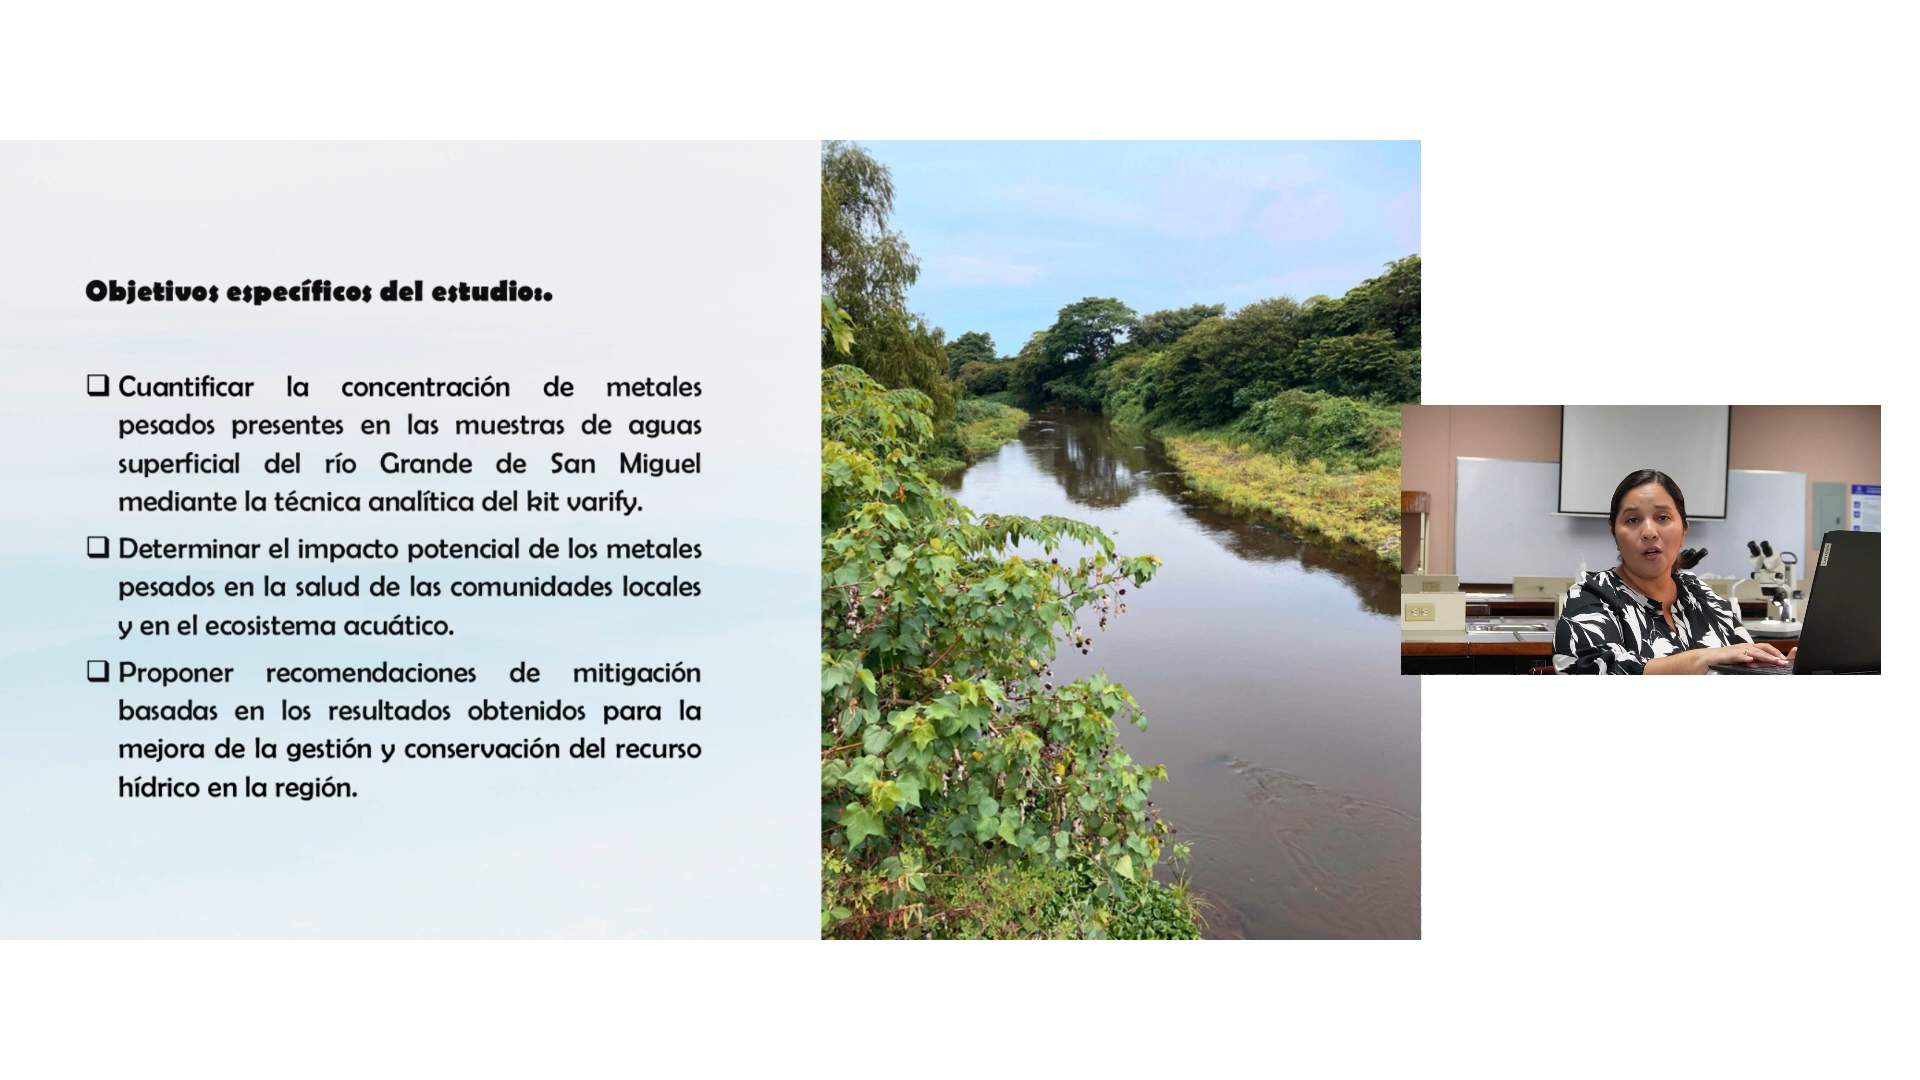 Objetivos específicos del estudio:.
❑ Cuantificar la concentración de metales
pesados presentes en las muestras de aguas
superficial del río Grande de San Miguel
mediante la técnica analítica del kit varify.
❑ Determinar el impacto potencial de los metales
pesados en la salud de las comunidades locales
y en el ecosistema acuático.
❑ Proponer recomendaciones de mitigación
basadas en los resultados obtenidos para la
mejora de la gestión y conservación del recurso
hídrico en la región.